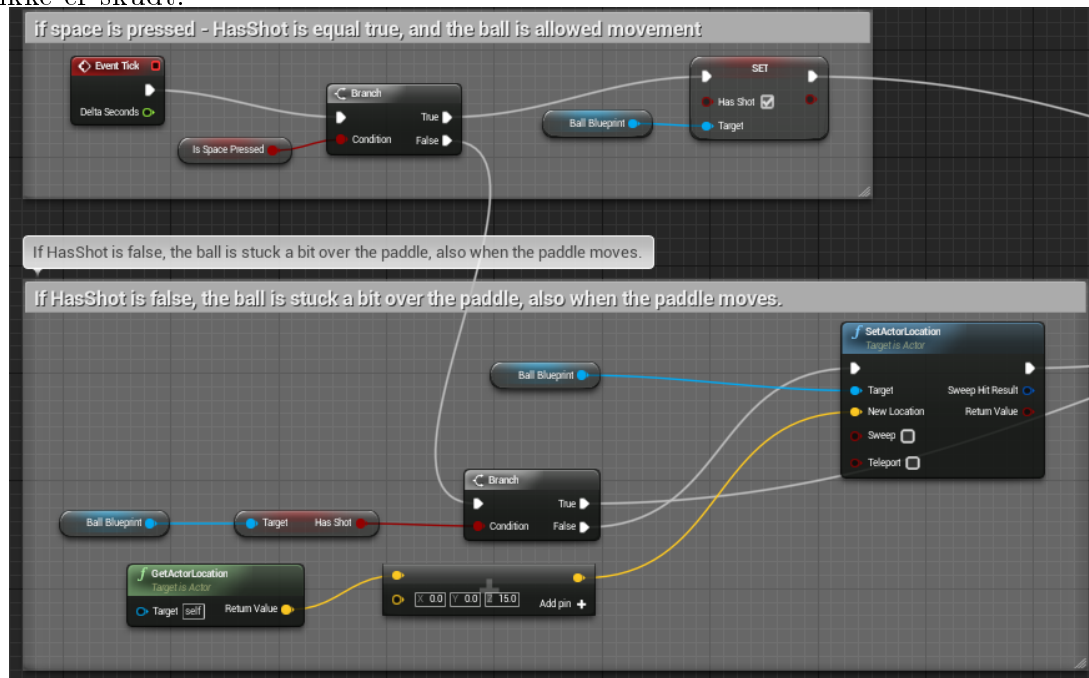 ikke er skudt.
if space is pressed - HasShot is equal true, and the ball is allowed movement
Event Tick
Delta Seconds
Is Space Pressed
Branch
True
Condition
False
Ball Blueprint
SET
Has Shot
Target
If HasShot is false, the ball is stuck a bit over the paddle, also when the paddle moves.
If HasShot is false, the ball is stuck a bit over the paddle, also when the paddle moves.
Ball Blueprint
f SetActorLocation
Target is Actor
Target
Sweep Hit Result
New Location
Return Value
Sweep
Teleport
Branch
True
Condition
False
Ball Blueprint
Target
Has Shot
f GetActorLocation
Target is Actor
Target self
Return Value
X 0.0 Y 0.0 Z 15.0
Add pin +